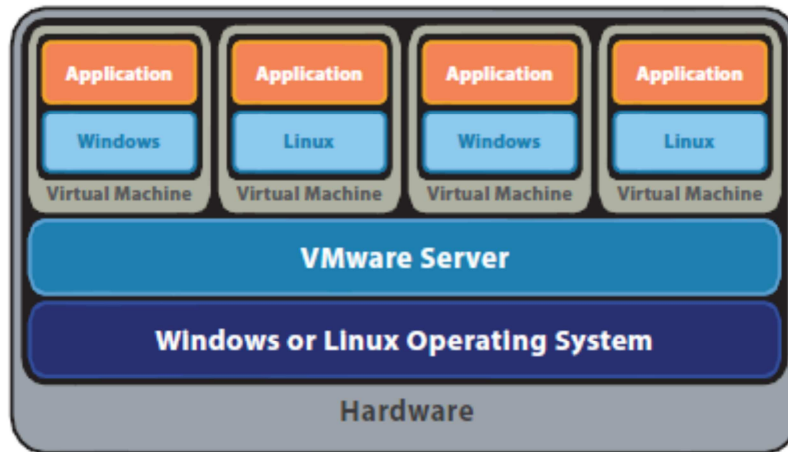 Application Application Application Application
Windows Linux Windows Linux
Virtual Machine Virtual Machine Virtual Machine Virtual Machine
VMware Server
Windows or Linux Operating System
Hardware